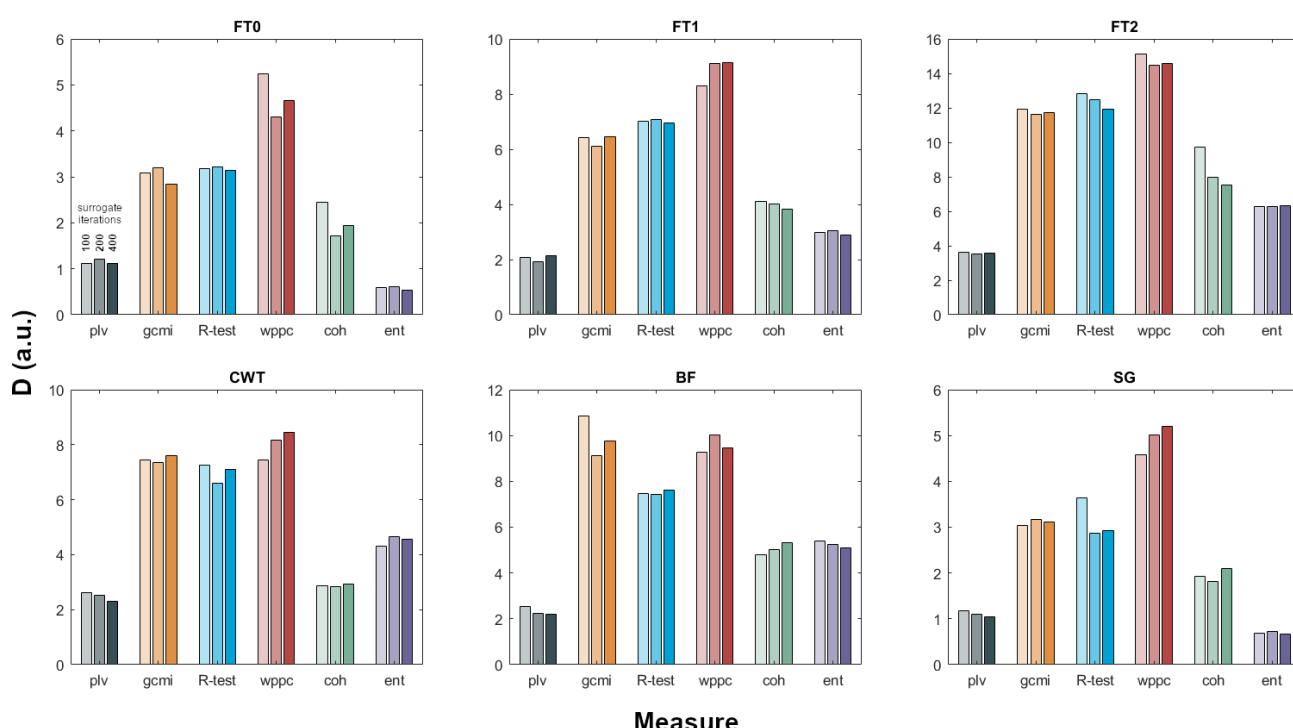 FT0
6
5
4
3
2
1
0
surrogate
iterations
100
200
400
plv gcmi R-test wppc coh ent
FT1
10
8
6
4
2
0
plv gcmi R-test wppc coh ent
FT2
16
14
12
10
8
6
4
2
0
plv gcmi R-test wppc coh ent
D (a.u.)
CWT
10
8
6
4
2
0
plv gcmi R-test wppc coh ent
BF
12
10
8
6
4
2
0
plv gcmi R-test wppc coh ent
SG
6
5
4
3
2
1
0
plv gcmi R-test wppc coh ent
Measure